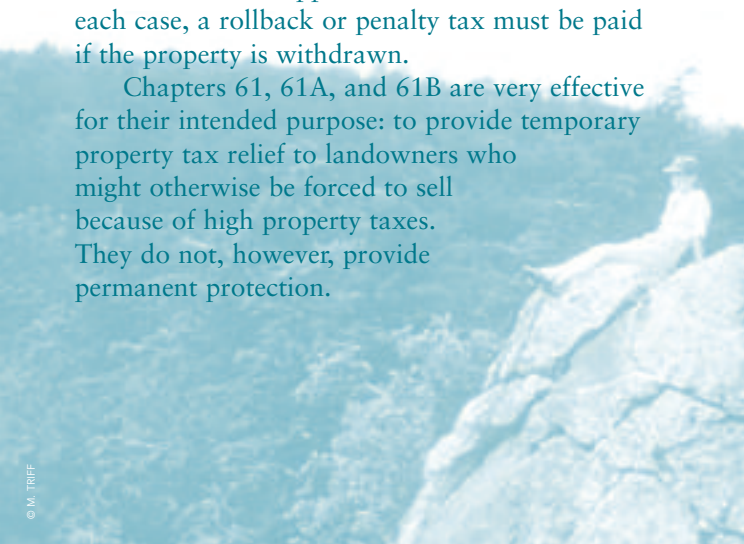 each case, a rollback or penalty tax must be paid
if the property is withdrawn.
Chapters 61, 61A, and 61B are very effective
for their intended purpose: to provide temporary
property tax relief to landowners who
might otherwise be forced to sell
because of high property taxes.
They do not, however, provide
permanent protection.
© M. TRIFF